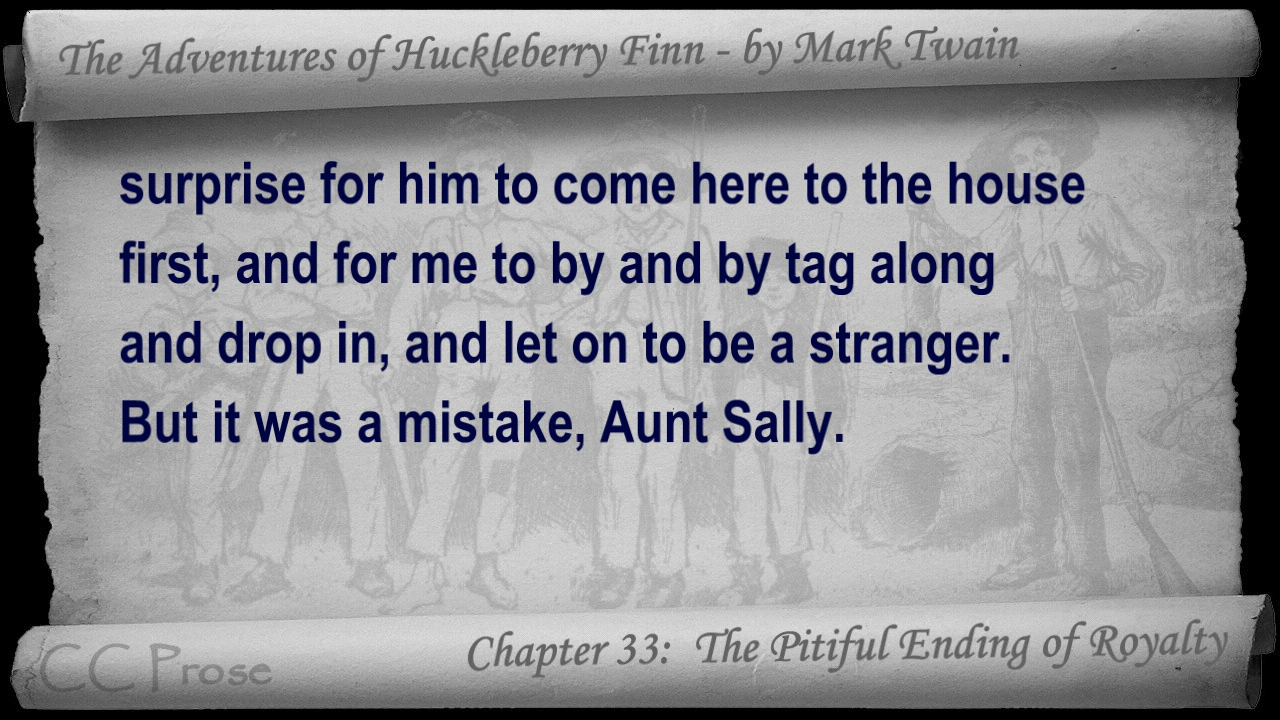 The Adventures of Huckleberry Finn - by Mark Twain
surprise for him to come here to the house
first, and for me to by and by tag along
and drop in, and let on to be a stranger.
But it was a mistake, Aunt Sally.
CC Prose
Chapter 33: The Pitiful Ending of Royalty